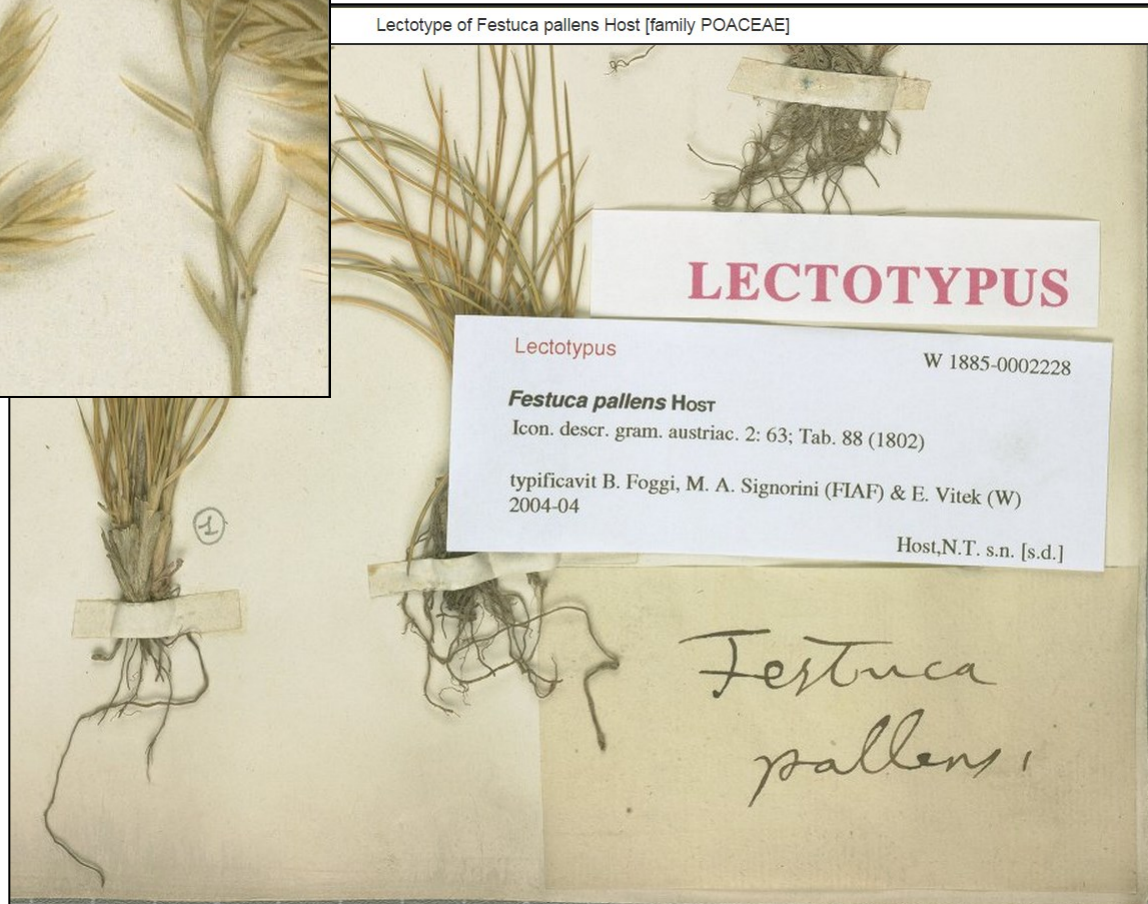 Lectotype of Festuca pallens Host [family POACEAE]
LECTOTYPUS
Lectotypus
W 1885-0002228
Festuca pallens HOST
Icon. descr. gram. austriac. 2: 63; Tab. 88 (1802)
typificavit B. Foggi, M. A. Signorini (FIAF) & E. Vitek (W)
2004-04
Host,N.T. s.n. [s.d.]
1
Festuca
pallens,